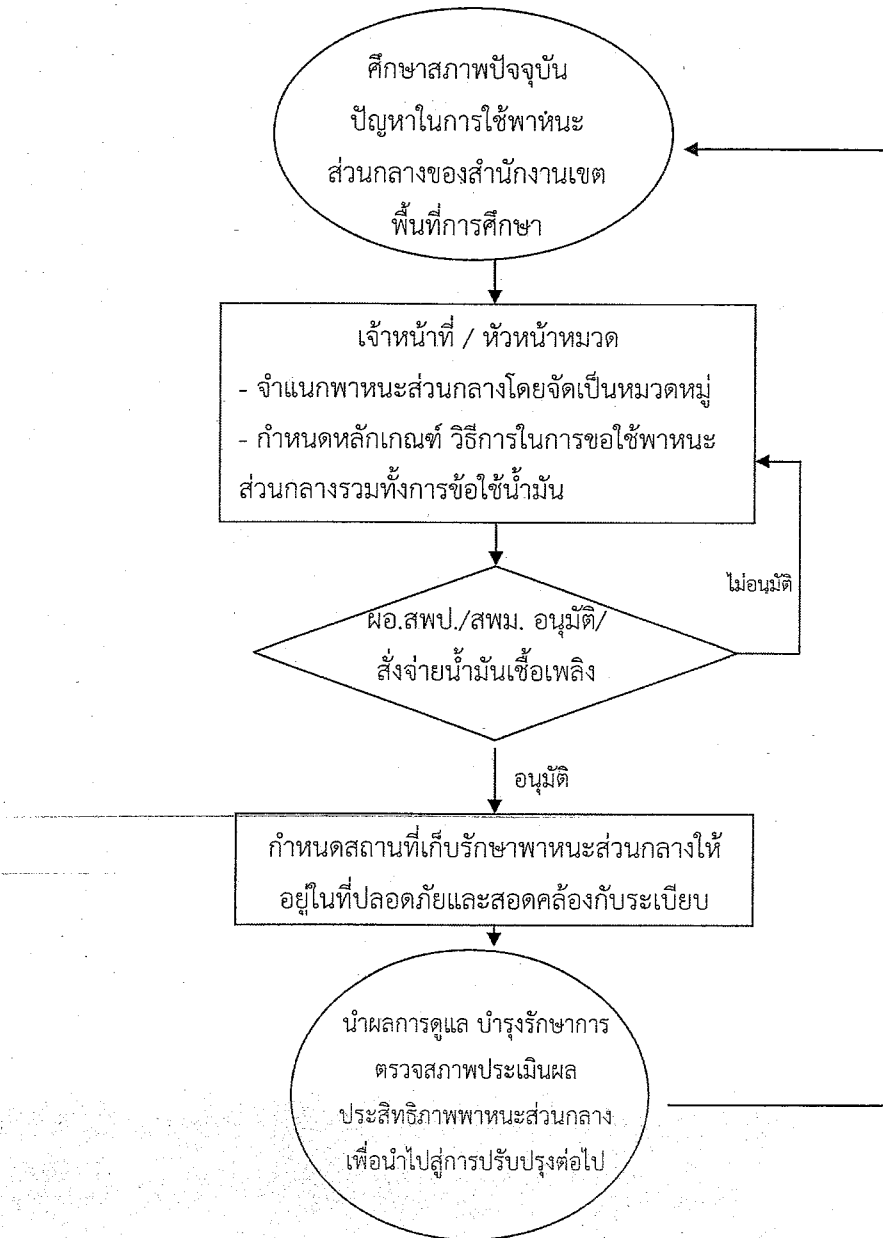 ศึกษาสภาพปัจจุบัน
ปัญหาในการใช้พาหนะ
ส่วนกลางของสำนักงานเขต
พื้นที่การศึกษา
เจ้าหน้าที่ / หัวหน้าหมวด
- จำแนกพาหนะส่วนกลางโดยจัดเป็นหมวดหมู่
- กำหนดหลักเกณฑ์ วิธีการในการขอใช้พาหนะ
ส่วนกลางรวมทั้งการข้อใช้น้ำมัน
ไม่อนุมัติ
ผอ.สพป./สพม. อนุมัติ/
สั่งจ่ายน้ำมันเชื้อเพลิง
อนุมัติ
กำหนดสถานที่เก็บรักษาพาหนะส่วนกลางให้
อยู่ในที่ปลอดภัยและสอดคล้องกับระเบียบ
นำผลการดูแล บำรุงรักษาการ
ตรวจสภาพประเมินผล
ประสิทธิภาพพาหนะส่วนกลาง
เพื่อนำไปสู่การปรับปรุงต่อไป